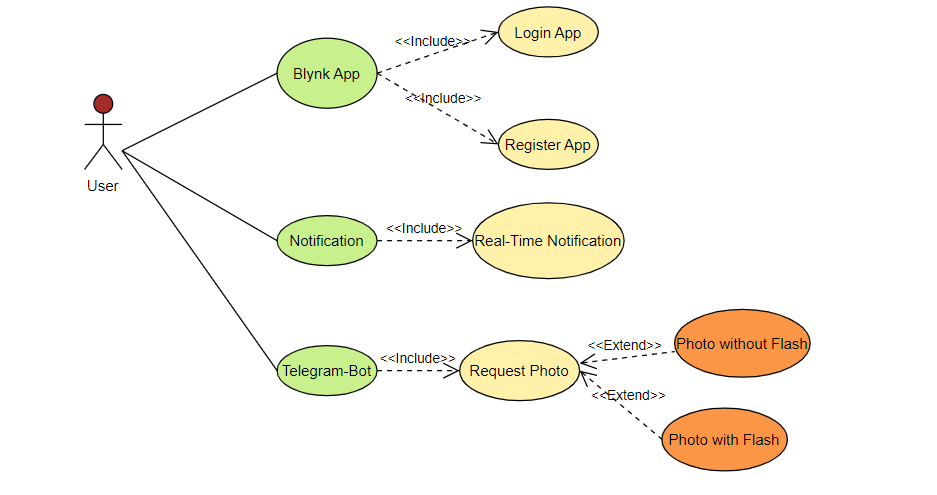 <<Include>>
Login App
Blynk App
<<Include>>
Register App
User
<<Include>>
Notification
Real-Time Notification
<<Extend>>
Photo without Flash
<<Include>>
Telegram-Bot
Request Photo
<<Extend>>
Photo with Flash